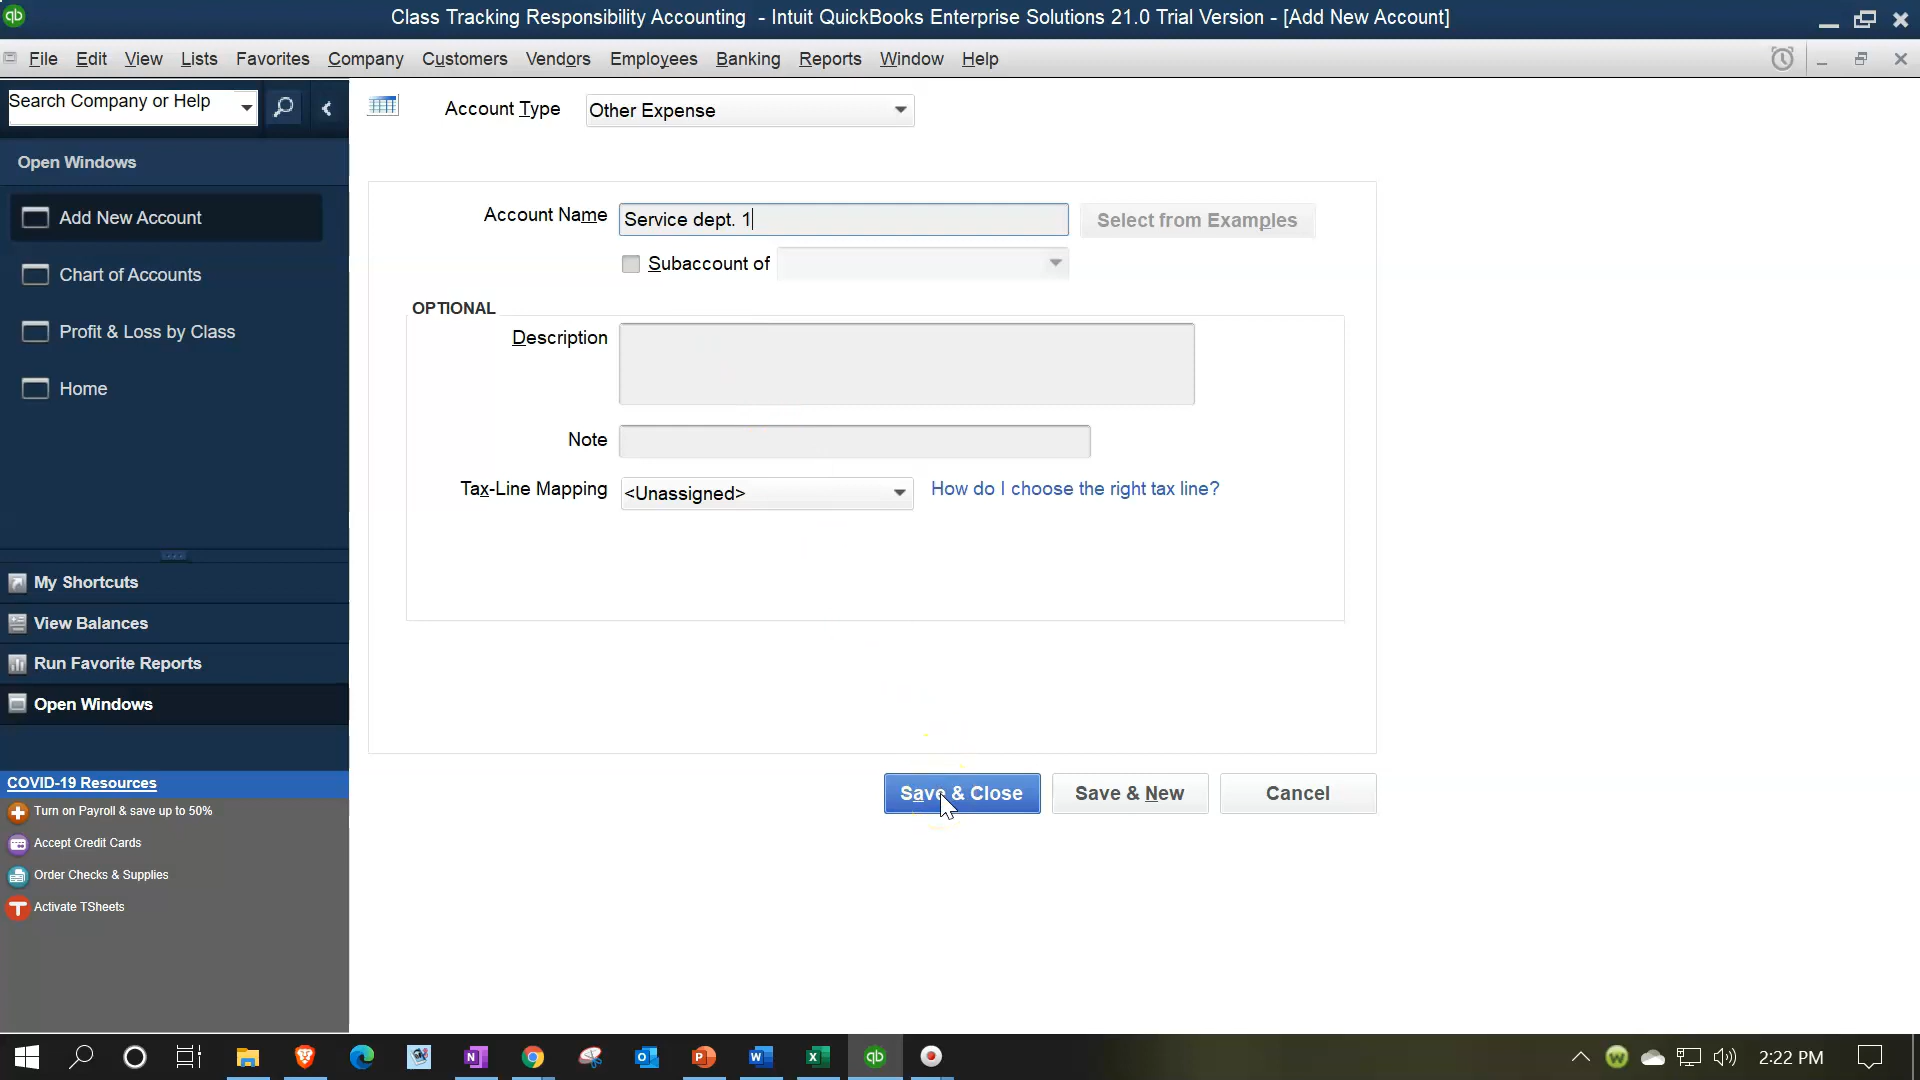 qb Class Tracking Responsibility Accounting - Intuit QuickBooks Enterprise Solutions 21.0 Trial Version - [Add New Account]
File Edit View Lists Favorites Company Customers Vendors Employees Banking Reports Window Help
Search Company or Help
Account Type Other Expense
Open Windows
Add New Account
Chart of Accounts
Profit & Loss by Class
Home
Account Name Service dept. 1 Select from Examples
Subaccount of
OPTIONAL
Description
Note
Tax-Line Mapping <Unassigned> How do I choose the right tax line?
My Shortcuts
View Balances
Run Favorite Reports
Open Windows
COVID-19 Resources
Turn on Payroll & save up to 50%
Accept Credit Cards
Order Checks & Supplies
Activate TSheets
Save & Close Save & New Cancel
2:22 PM